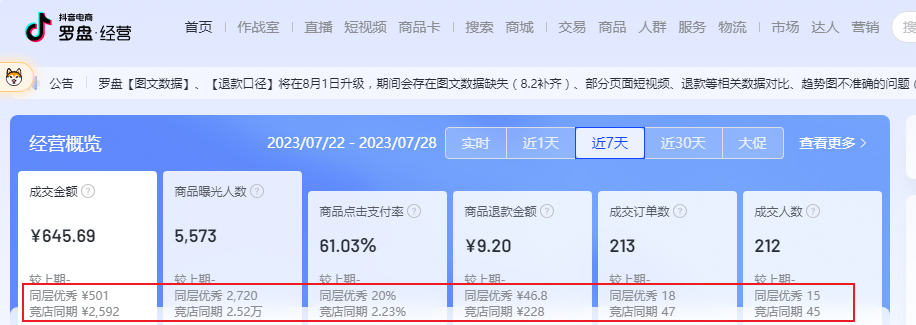 抖音电商
罗盘·经营
首页 作战室 直播 短视频 商品卡 搜索 商城 交易 商品 人群 服务 物流 市场 达人 营销 搜
公告 罗盘【图文数据】、【退款口径】将在8月1日升级，期间会存在图文数据缺失（8.2补齐）、部分页面短视频、退款等相关数据对比、趋势图不准确的问题（
经营概览 2023/07/22 - 2023/07/28 实时 近1天 近7天 近30天 大促 查看更多 >
成交金额 ?
¥645.69
较上期-
同层优秀 ¥501
竞店同期 ¥2,592
商品曝光人数 ?
5,573
较上期-
同层优秀 2,720
竞店同期 2.52万
商品点击支付率 ?
61.03%
较上期-
同层优秀 20%
竞店同期 2.23%
商品退款金额 ?
¥9.20
较上期-
同层优秀 ¥46.8
竞店同期 ¥228
成交订单数 ?
213
较上期-
同层优秀 18
竞店同期 47
成交人数 ?
212
较上期-
同层优秀 15
竞店同期 45